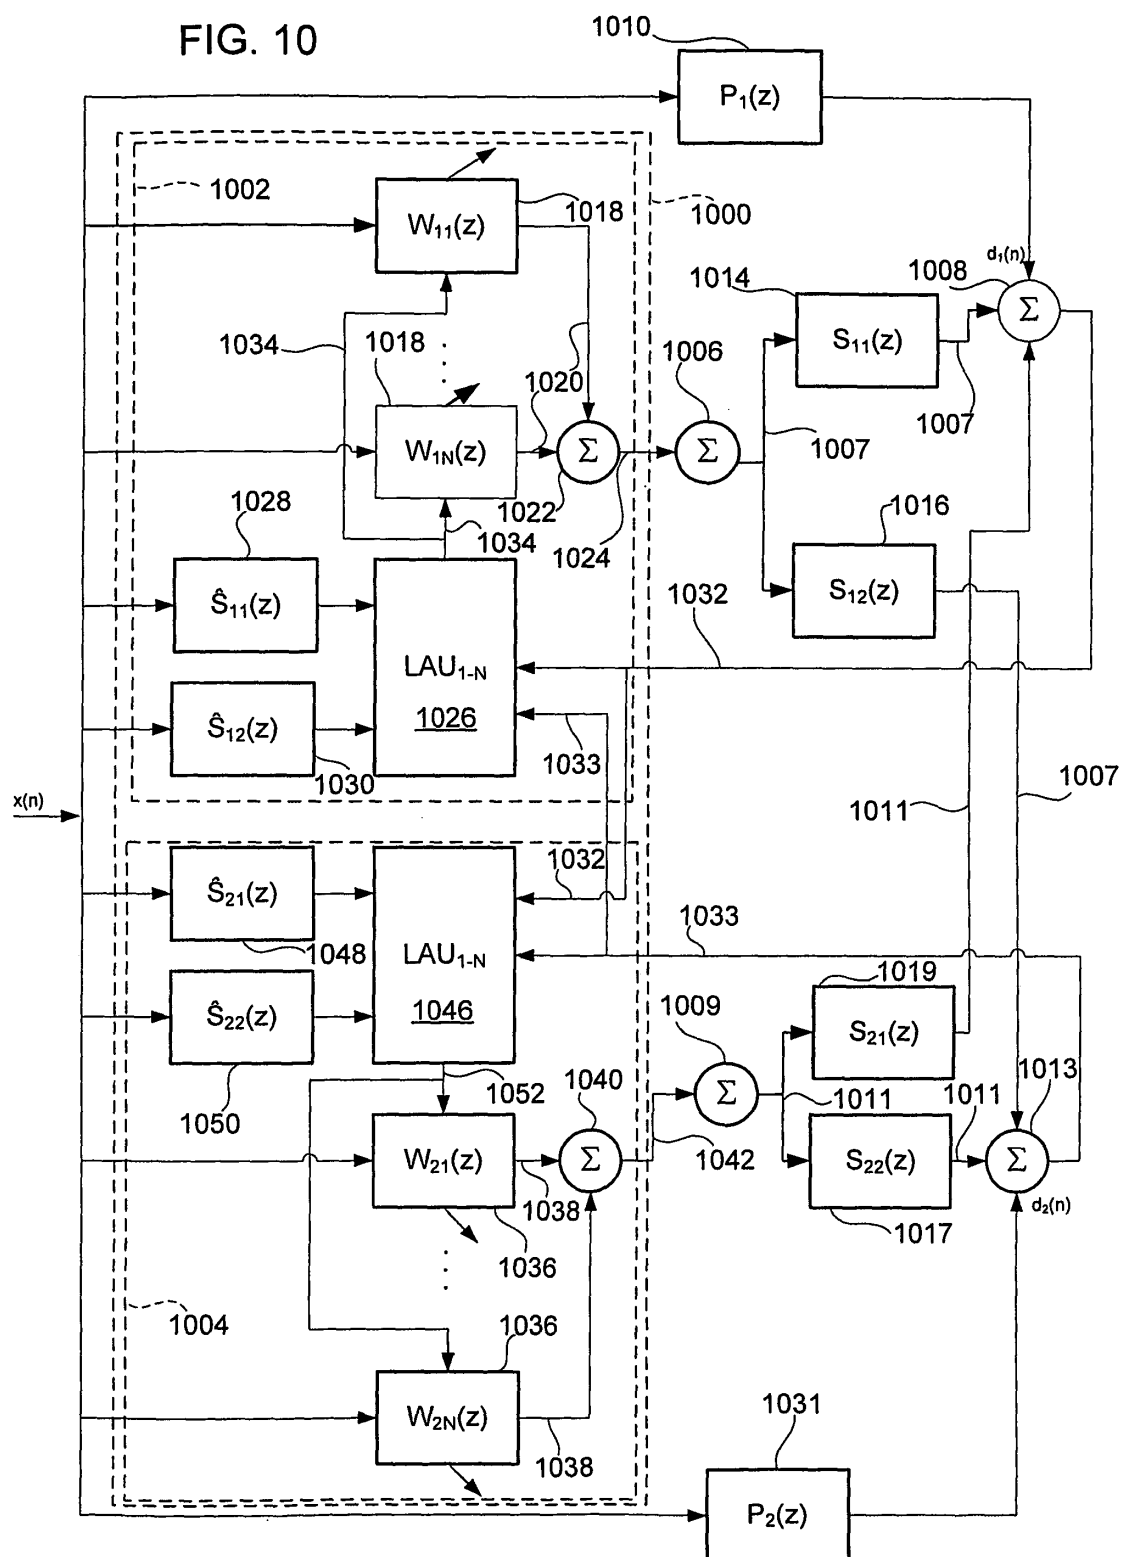 FIG. 10
1010
P₁(z)
1002
W₁₁(z)
1018
1000
d₁(n)
1008
Σ
1014
S₁₁(z)
1034
1018
1020
1006
1007
W₁N(z)
1020
Σ
Σ
1007
1022
1034
1024
1016
1028
Ŝ₁₁(z)
S₁₂(z)
1032
LAU₁₋N
1026
Ŝ₁₂(z)
1030
1033
1007
x(n)
1011
1032
Ŝ₂₁(z)
1048
LAU₁₋N
1046
1033
1019
Ŝ₂₂(z)
1009
S₂₁(z)
1050
1052
1040
Σ
1011
1011
1013
W₂₁(z)
Σ
1042
S₂₂(z)
Σ
1038
d₂(n)
1036
1017
1004
1036
W₂N(z)
1038
1031
P₂(z)